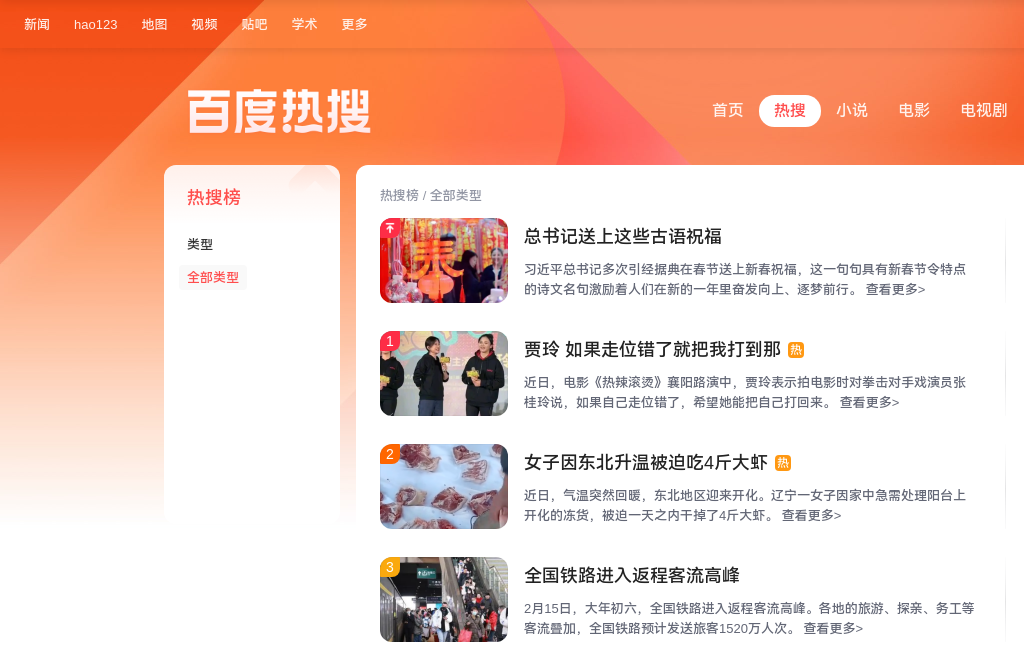 新闻 hao123 地图 视频 贴吧 学术 更多
百度热搜
首页 热搜 小说 电影 电视剧
热搜榜
类型
全部类型
热搜榜 / 全部类型
总书记送上这些古语祝福
习近平总书记多次引经据典在春节送上新春祝福，这一句句具有新春节令特点
的诗文名句激励着人们在新的一年里奋发向上、逐梦前行。 查看更多>
1
贾玲 如果走位错了就把我打到那 热
近日，电影《热辣滚烫》襄阳路演中，贾玲表示拍电影时对拳击对手戏演员张
桂玲说，如果自己走位错了，希望她能把自己打回来。 查看更多>
2
女子因东北升温被迫吃4斤大虾 热
近日，气温突然回暖，东北地区迎来开化。辽宁一女子因家中急需处理阳台上
开化的冻货，被迫一天之内干掉了4斤大虾。 查看更多>
3
全国铁路进入返程客流高峰
2月15日，大年初六，全国铁路进入返程客流高峰。各地的旅游、探亲、务工等
客流叠加，全国铁路预计发送旅客1520万人次。 查看更多>